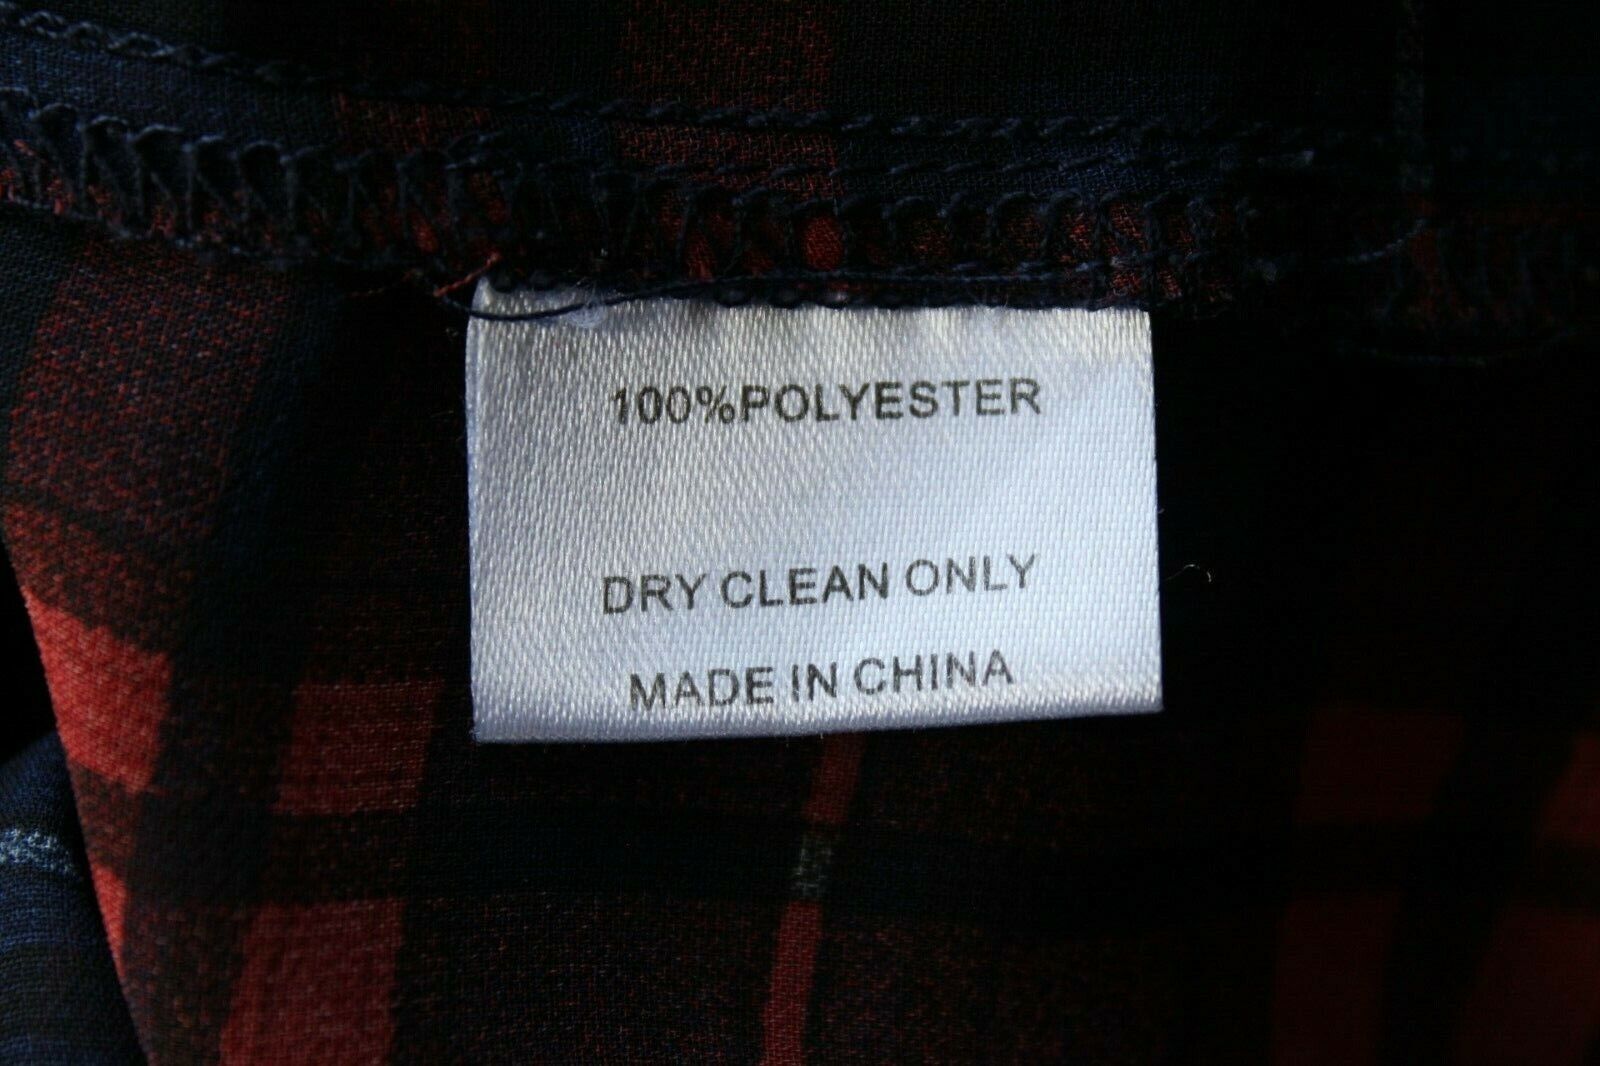 100%POLYESTER
DRY CLEAN ONLY
MADE IN CHINA